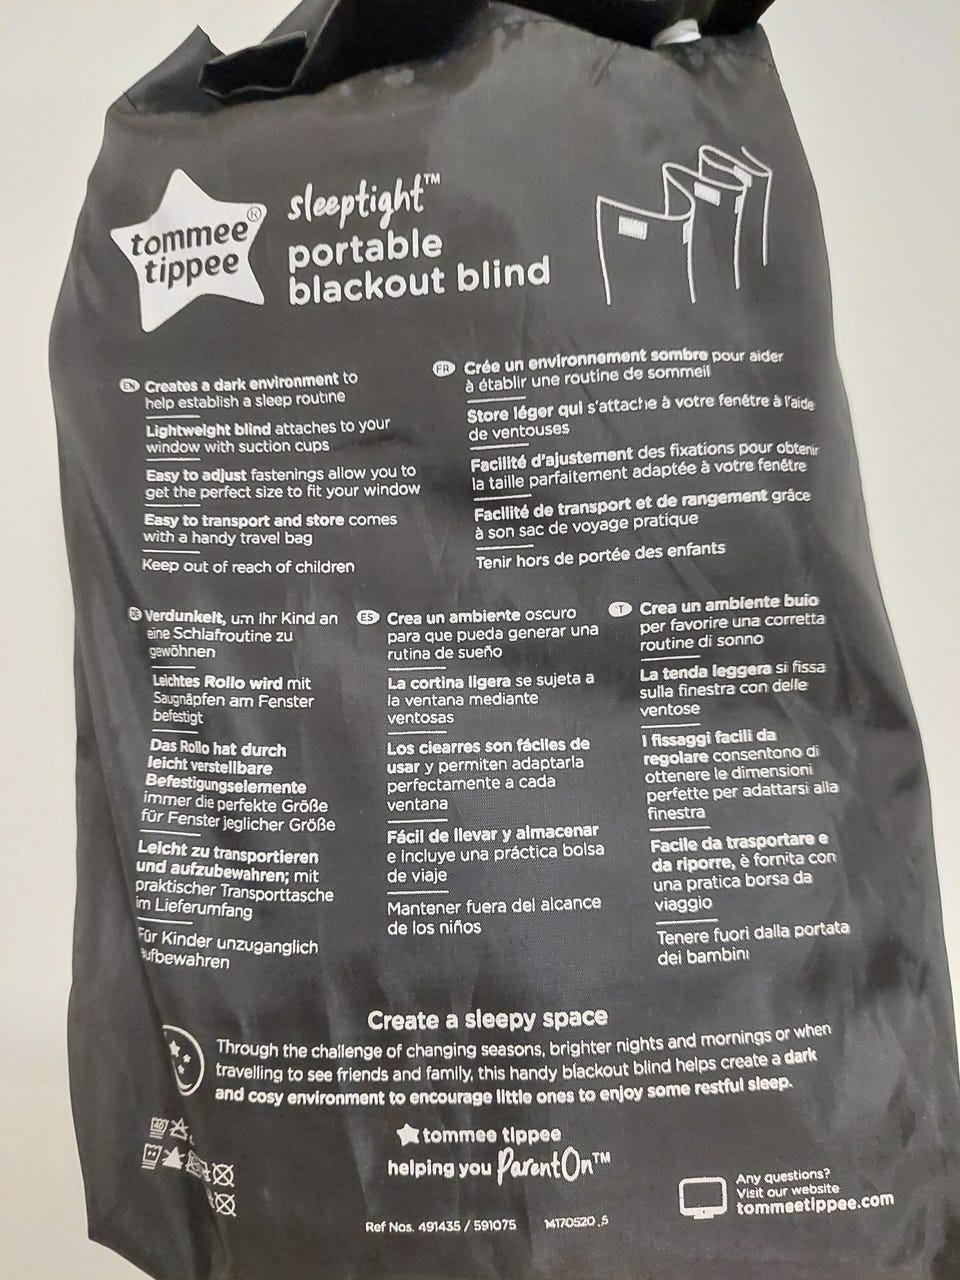 tommee
tippee®
sleeptight™
portable
blackout blind
EN Creates a dark environment to
help establish a sleep routine
Lightweight blind attaches to your
window with suction cups
Easy to adjust fastenings allow you to
get the perfect size to fit your window
Easy to transport and store comes
with a handy travel bag
Keep out of reach of children
FR Crée un environnement sombre pour aider
à établir une routine de sommeil
Store léger qui s'attache à votre fenêtre à l'aide
de ventouses
Facilité d'ajustement des fixations pour obtenir
la taille parfaitement adaptée à votre fenêtre
Facilité de transport et de rangement grâce
à son sac de voyage pratique
Tenir hors de portée des enfants
DE Verdunkelt, um Ihr Kind an
eine Schlafroutine zu
gewöhnen
Leichtes Rollo wird mit
Saugnäpfen am Fenster
befestigt
Das Rollo hat durch
leicht verstellbare
Befestigungselemente
immer die perfekte Größe
für Fenster jeglicher Größe
Leicht zu transportieren
und aufzubewahren; mit
praktischer Transporttasche
im Lieferumfang
Für Kinder unzuganglich
aufbewahren
ES Crea un ambiente oscuro
para que pueda generar una
rutina de sueño
La cortina ligera se sujeta a
la ventana mediante
ventosas
Los ciearres son fáciles de
usar y permiten adaptarla
perfectamente a cada
ventana
Fácil de llevar y almacenar
e incluye una práctica bolsa
de viaje
Mantener fuera del alcance
de los niños
IT Crea un ambiente buio
per favorire una corretta
routine di sonno
La tenda leggera si fissa
sulla finestra con delle
ventose
I fissaggi facili da
regolare consentono di
ottenere le dimensioni
perfette per adattarsi alla
finestra
Facile da trasportare e
da riporre, è fornita con
una pratica borsa da
viaggio
Tenere fuori dalla portata
dei bambini
Create a sleepy space
Through the challenge of changing seasons, brighter nights and mornings or when
travelling to see friends and family, this handy blackout blind helps create a dark
and cosy environment to encourage little ones to enjoy some restful sleep.
40
tommee tippee
helping you ParentOn™
Any questions?
Visit our website
tommeetippee.com
Ref Nos. 491435 / 591075 14170520_5